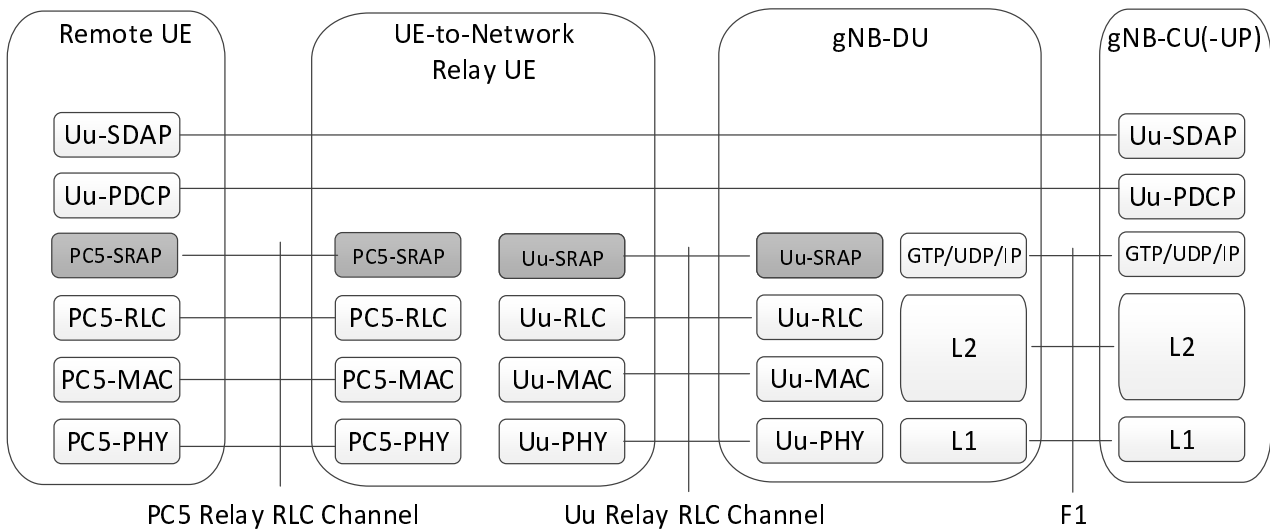 Remote UE
UE-to-Network
Relay UE
gNB-DU
gNB-CU(-UP)
Uu-SDAP
Uu-SDAP
Uu-PDCP
Uu-PDCP
PC5-SRAP
PC5-SRAP
Uu-SRAP
Uu-SRAP
GTP/UDP/IP
GTP/UDP/IP
PC5-RLC
PC5-RLC
Uu-RLC
Uu-RLC
L2
L2
PC5-MAC
PC5-MAC
Uu-MAC
Uu-MAC
PC5-PHY
PC5-PHY
Uu-PHY
Uu-PHY
L1
L1
PC5 Relay RLC Channel
Uu Relay RLC Channel
F1